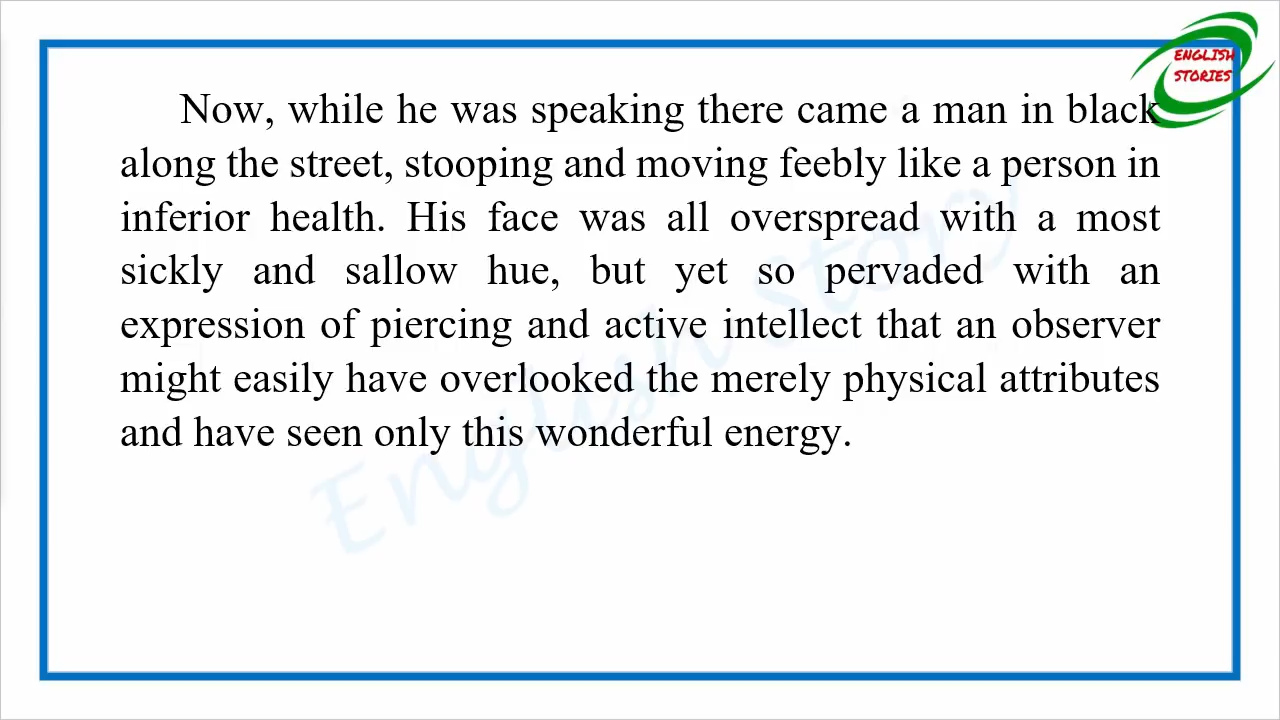 ENGLISH
STORIES
Now, while he was speaking there came a man in black
along the street, stooping and moving feebly like a person in
inferior health. His face was all overspread with a most
sickly and sallow hue, but yet so pervaded with an
expression of piercing and active intellect that an observer
might easily have overlooked the merely physical attributes
and have seen only this wonderful energy.
English Story